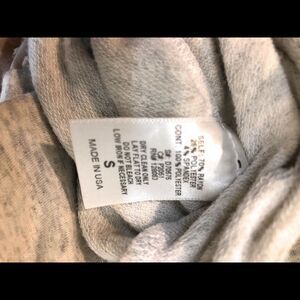 SELF 70% RAYON
26% POLYESTER
4% SPANDEX
CONT. 100% POLYESTER
RN#
DRY CLEAN ONLY
LAY FLAT TO DRY
DO NOT BLEACH
LOW IRON IF NECESSARY
S
MADE IN USA